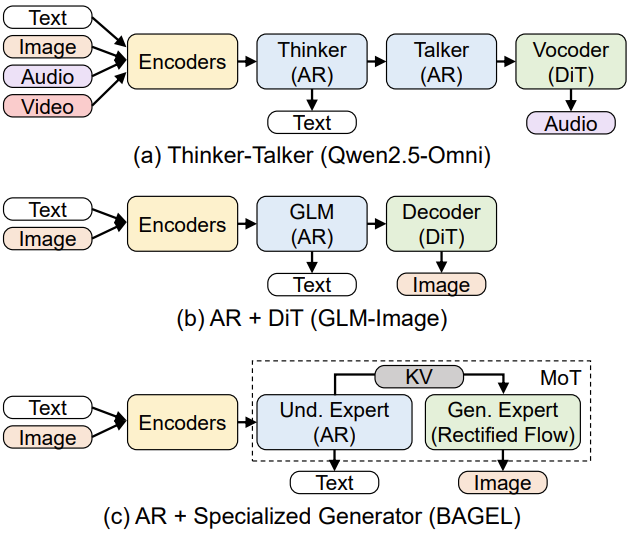 Text
Image
Audio
Video
Encoders
Thinker
(AR)
Talker
(AR)
Vocoder
(DiT)
Text
Audio
(a) Thinker-Talker (Qwen2.5-Omni)
Text
Image
Encoders
GLM
(AR)
Decoder
(DiT)
Text
Image
(b) AR + DiT (GLM-Image)
KV
MoT
Text
Image
Encoders
Und. Expert
(AR)
Gen. Expert
(Rectified Flow)
Text
Image
(c) AR + Specialized Generator (BAGEL)